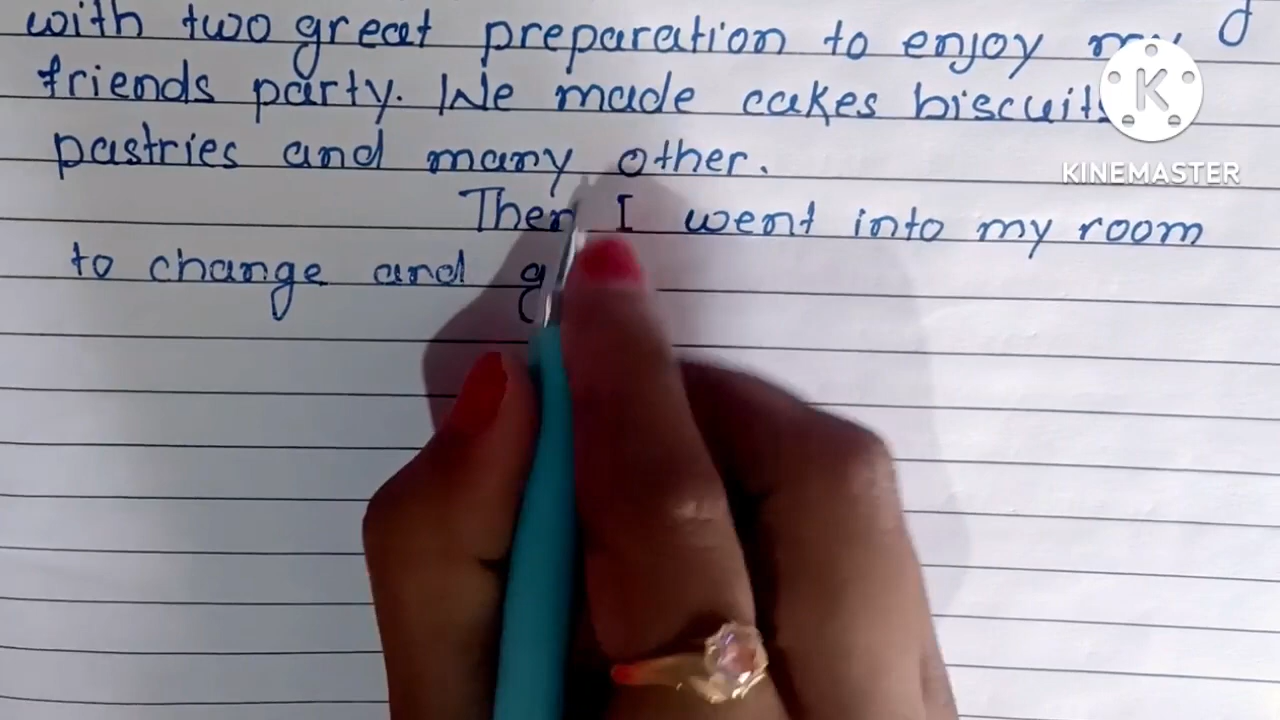 with two great preparation to enjoy my
friends party. We made cakes biscuits
pastries and many other.
Then I went into my room
to change and g
KINEMASTER